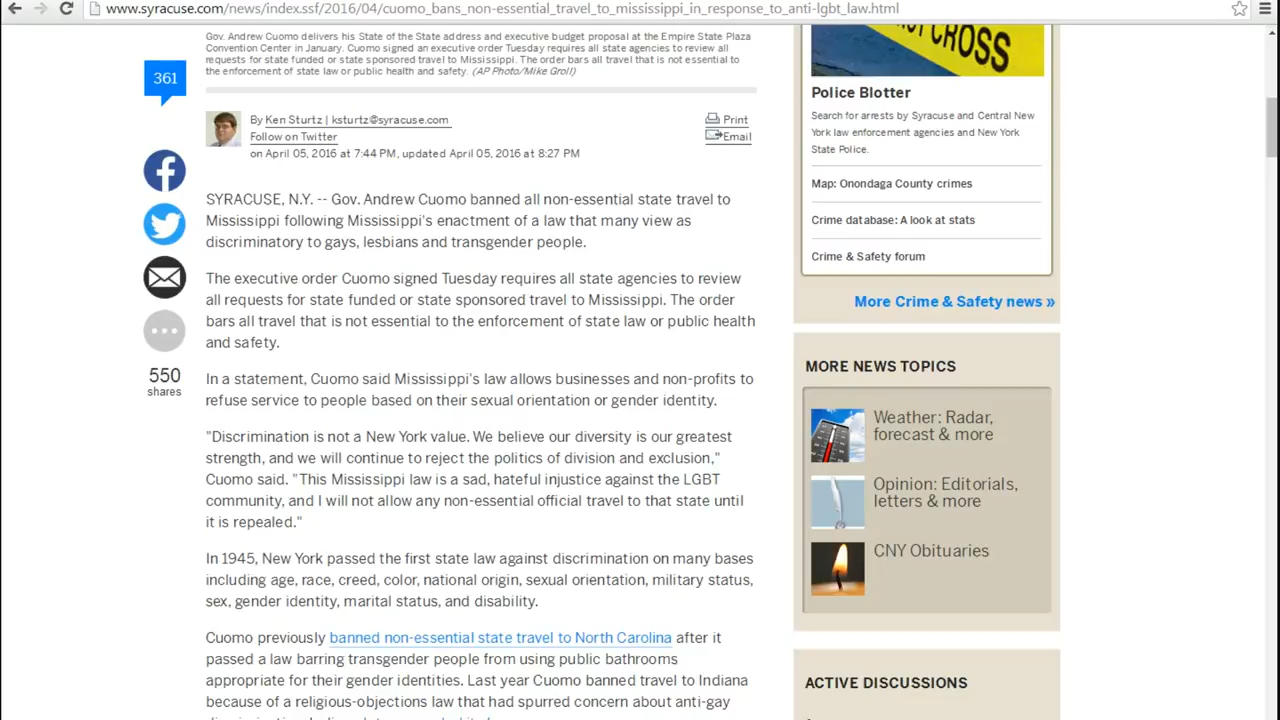 www.syracuse.com/news/index.ssf/2016/04/cuomo_bans_non-essential_travel_to_mississippi_in_response_to_anti-lgbt_law.html
Gov. Andrew Cuomo delivers his State of the State address and executive budget proposal at the Empire State Plaza
Convention Center in January. Cuomo signed an executive order Tuesday requires all state agencies to review all
requests for state funded or state sponsored travel to Mississippi. The order bars all travel that is not essential to
the enforcement of state law or public health and safety. (AP Photo/Mike Groll)
361
By Ken Sturtz | ksturtz@syracuse.com
Follow on Twitter
on April 05, 2016 at 7:44 PM, updated April 05, 2016 at 8:27 PM
Print
Email
550
shares
SYRACUSE, N.Y. -- Gov. Andrew Cuomo banned all non-essential state travel to
Mississippi following Mississippi's enactment of a law that many view as
discriminatory to gays, lesbians and transgender people.
The executive order Cuomo signed Tuesday requires all state agencies to review
all requests for state funded or state sponsored travel to Mississippi. The order
bars all travel that is not essential to the enforcement of state law or public health
and safety.
In a statement, Cuomo said Mississippi's law allows businesses and non-profits to
refuse service to people based on their sexual orientation or gender identity.
"Discrimination is not a New York value. We believe our diversity is our greatest
strength, and we will continue to reject the politics of division and exclusion,"
Cuomo said. "This Mississippi law is a sad, hateful injustice against the LGBT
community, and I will not allow any non-essential official travel to that state until
it is repealed."
In 1945, New York passed the first state law against discrimination on many bases
including age, race, creed, color, national origin, sexual orientation, military status,
sex, gender identity, marital status, and disability.
Cuomo previously banned non-essential state travel to North Carolina after it
passed a law barring transgender people from using public bathrooms
appropriate for their gender identities. Last year Cuomo banned travel to Indiana
because of a religious-objections law that had spurred concern about anti-gay
CROSS
Police Blotter
Search for arrests by Syracuse and Central New
York law enforcement agencies and New York
State Police.
Map: Onondaga County crimes
Crime database: A look at stats
Crime & Safety forum
More Crime & Safety news »
MORE NEWS TOPICS
Weather: Radar,
forecast & more
Opinion: Editorials,
letters & more
CNY Obituaries
ACTIVE DISCUSSIONS